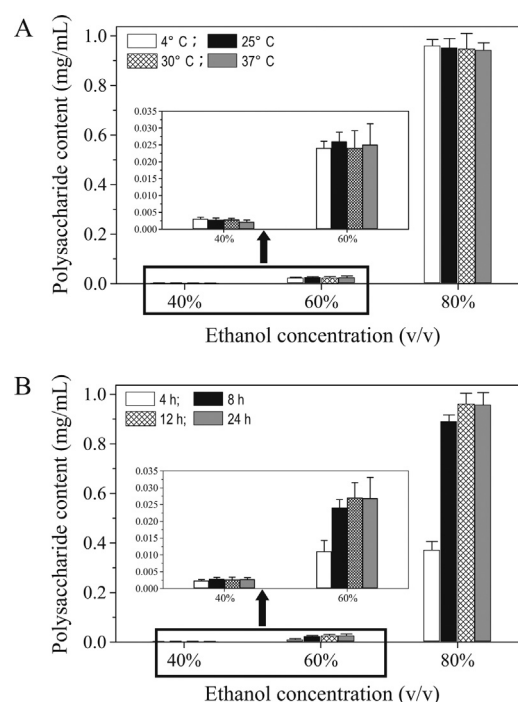 A
1.0
0.8
0.6
0.4
0.2
0.0
Polysaccharide content (mg/mL)
4° C ; 25° C
30° C ; 37° C
0.035
0.030
0.025
0.020
0.015
0.010
0.005
0.000
40% 60%
40% 60% 80%
Ethanol concentration (v/v)
B
1.0
0.8
0.6
0.4
0.2
0.0
Polysaccharide content (mg/mL)
4 h; 8 h
12 h; 24 h
0.035
0.030
0.025
0.020
0.015
0.010
0.005
0.000
40% 60%
40% 60% 80%
Ethanol concentration (v/v)